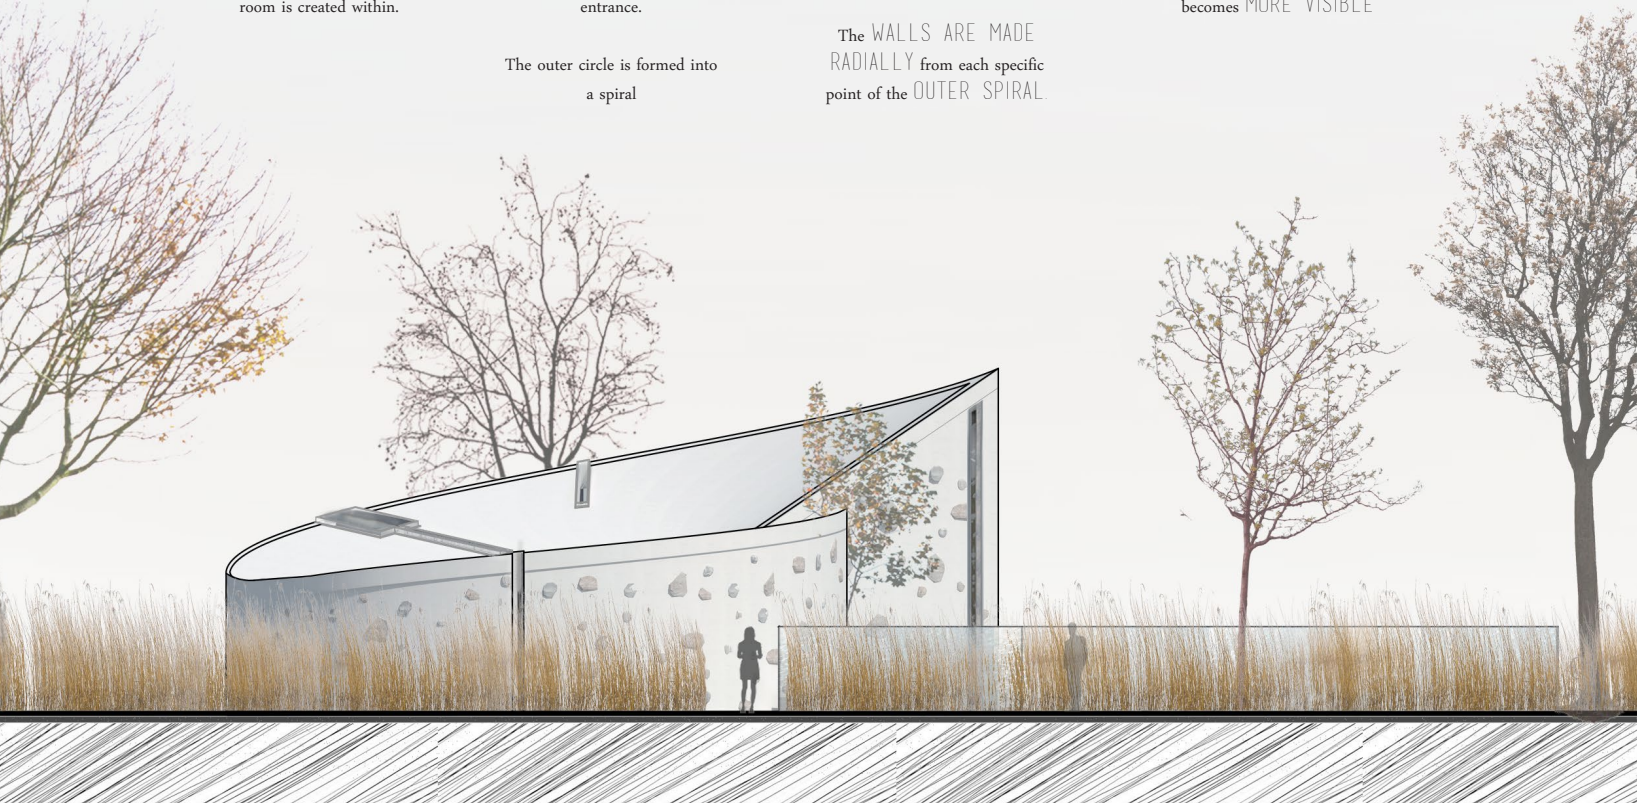 room is created within.
entrance.
The outer circle is formed into
a spiral
The WALLS ARE MADE
RADIALLY from each specific
point of the OUTER SPIRAL.
becomes MORE VISIBLE